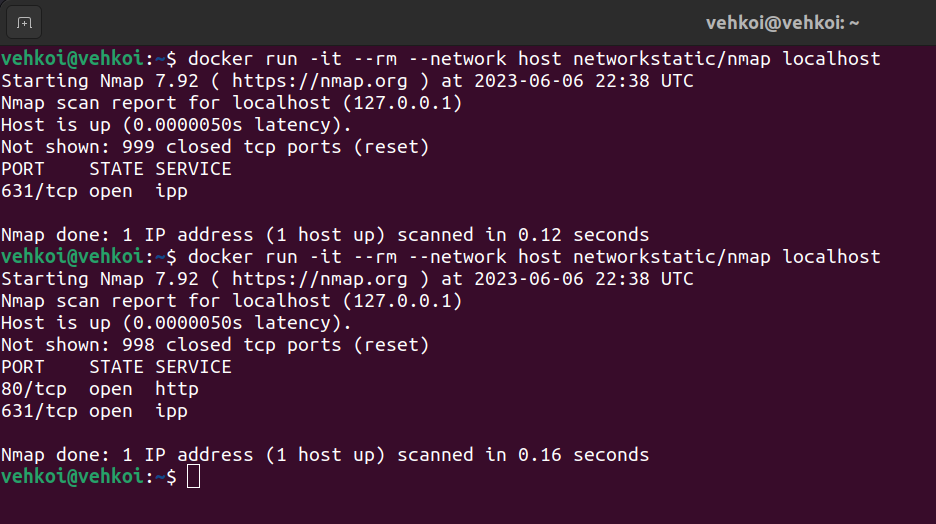 vehkoi@vehkoi: ~
vehkoi@vehkoi:~$ docker run -it --rm --network host networkstatic/nmap localhost
Starting Nmap 7.92 ( https://nmap.org ) at 2023-06-06 22:38 UTC
Nmap scan report for localhost (127.0.0.1)
Host is up (0.0000050s latency).
Not shown: 999 closed tcp ports (reset)
PORT    STATE SERVICE
631/tcp open  ipp

Nmap done: 1 IP address (1 host up) scanned in 0.12 seconds
vehkoi@vehkoi:~$ docker run -it --rm --network host networkstatic/nmap localhost
Starting Nmap 7.92 ( https://nmap.org ) at 2023-06-06 22:38 UTC
Nmap scan report for localhost (127.0.0.1)
Host is up (0.0000050s latency).
Not shown: 998 closed tcp ports (reset)
PORT    STATE SERVICE
80/tcp  open  http
631/tcp open  ipp

Nmap done: 1 IP address (1 host up) scanned in 0.16 seconds
vehkoi@vehkoi:~$